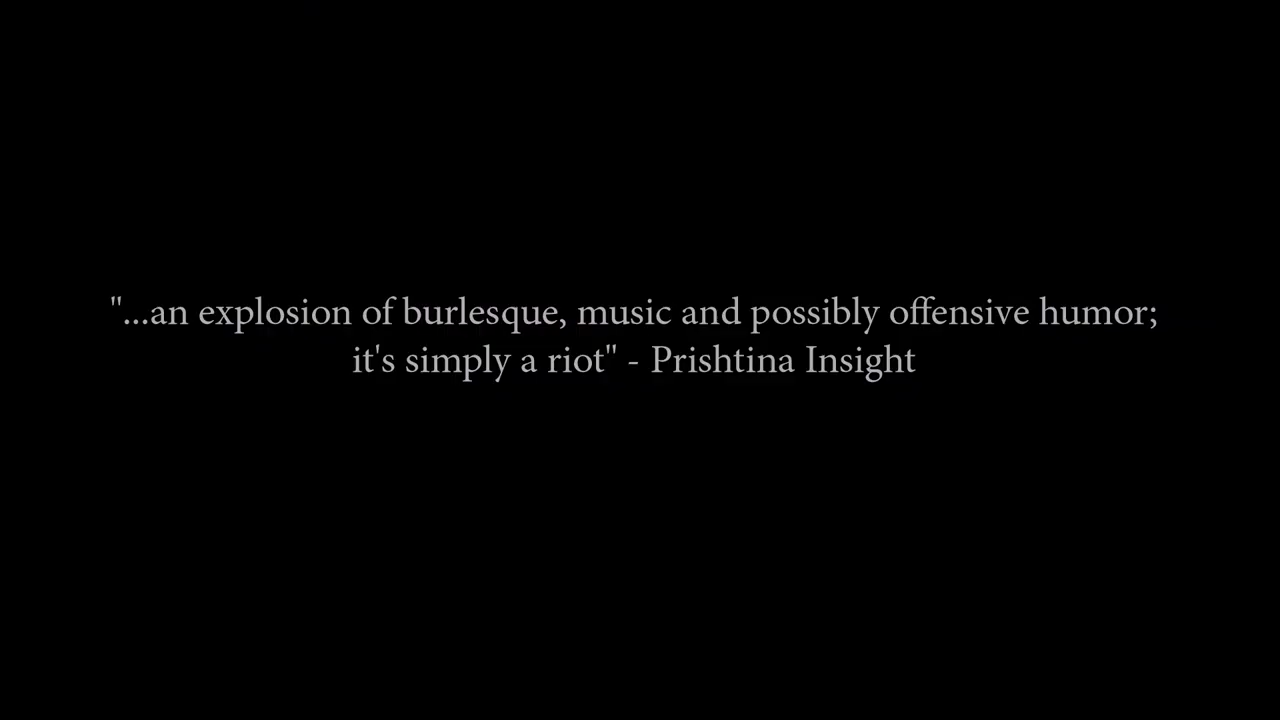 "...an explosion of burlesque, music and possibly offensive humor;
it's simply a riot" - Prishtina Insight